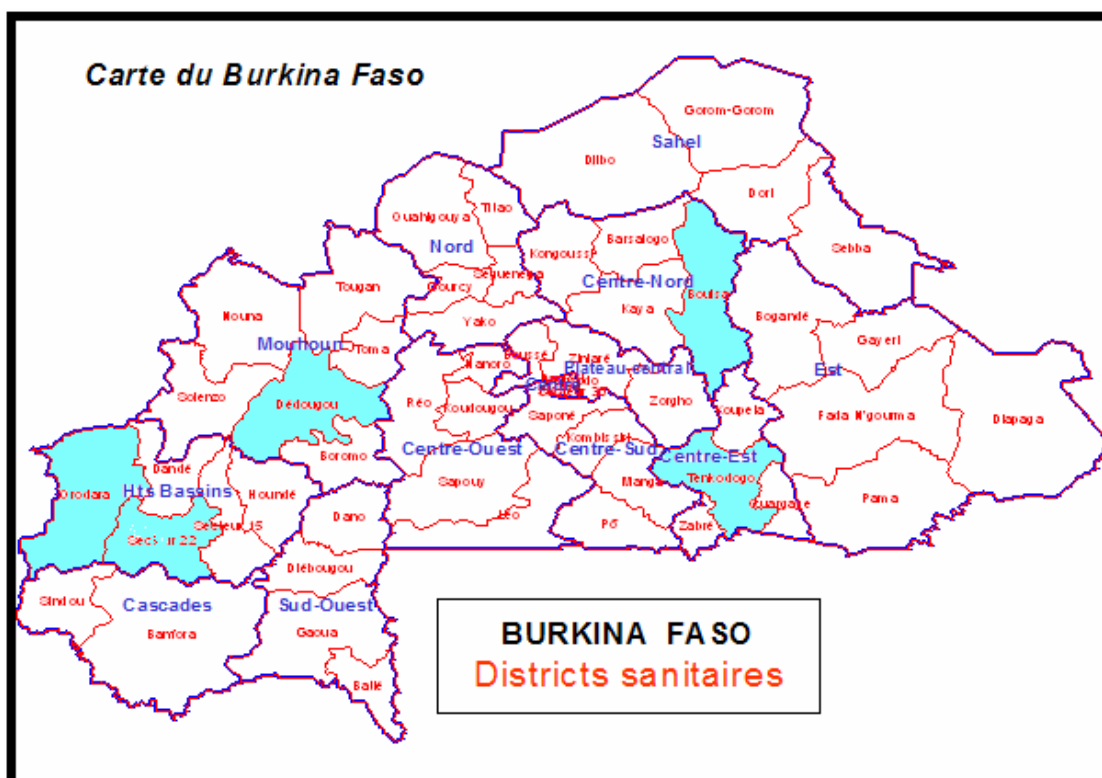 Carte du Burkina Faso
Gorom-Gorom
Sahel
Djibo
Dori
Sebba
Ouahigouya
Titao
Nord
Barsalogo
Kongoussi
Centre-Nord
Boulsa
Tougan
Gourcy
Kaya
Bogandé
Nouna
Yako
Gayeri
Mouhoun
Toma
Boussé
Ziniaré
Plateau-central
Est
Nanoro
Solenzo
Dédougou
Réo
Koudougou
Saponé
Zorgho
Koupela
Fada N'gourma
Diapaga
Kombissiri
Boromo
Centre-Ouest
Centre-Sud
Centre-Est
Dandé
Orodara
Hts Bassins
Houndé
Sapouy
Manga
Tenkodogo
Ouargaye
Pama
Secteur 15
Dano
Léo
Pô
Zabré
Secteur 22
Diébougou
Sindou
Cascades
Sud-Ouest
Banfora
Gaoua
Batié
BURKINA FASO
Districts sanitaires